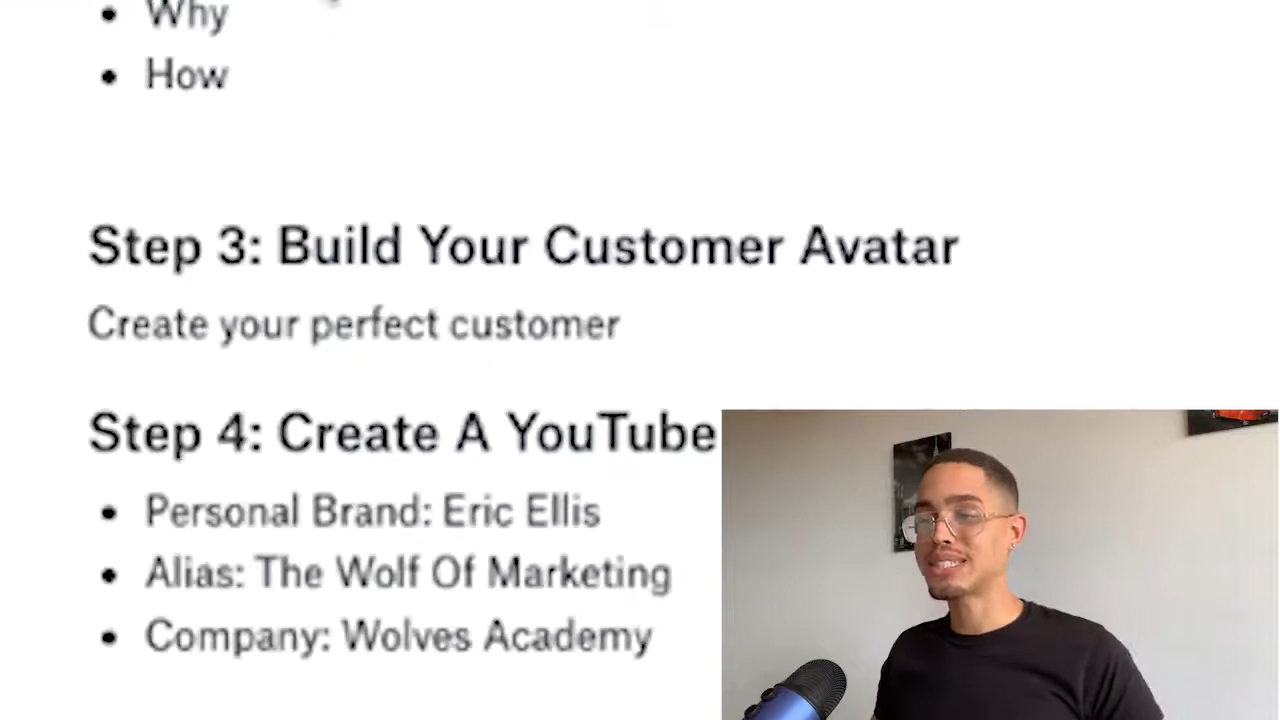 Why
How
Step 3: Build Your Customer Avatar
Create your perfect customer
Step 4: Create A YouTube
Personal Brand: Eric Ellis
Alias: The Wolf Of Marketing
Company: Wolves Academy